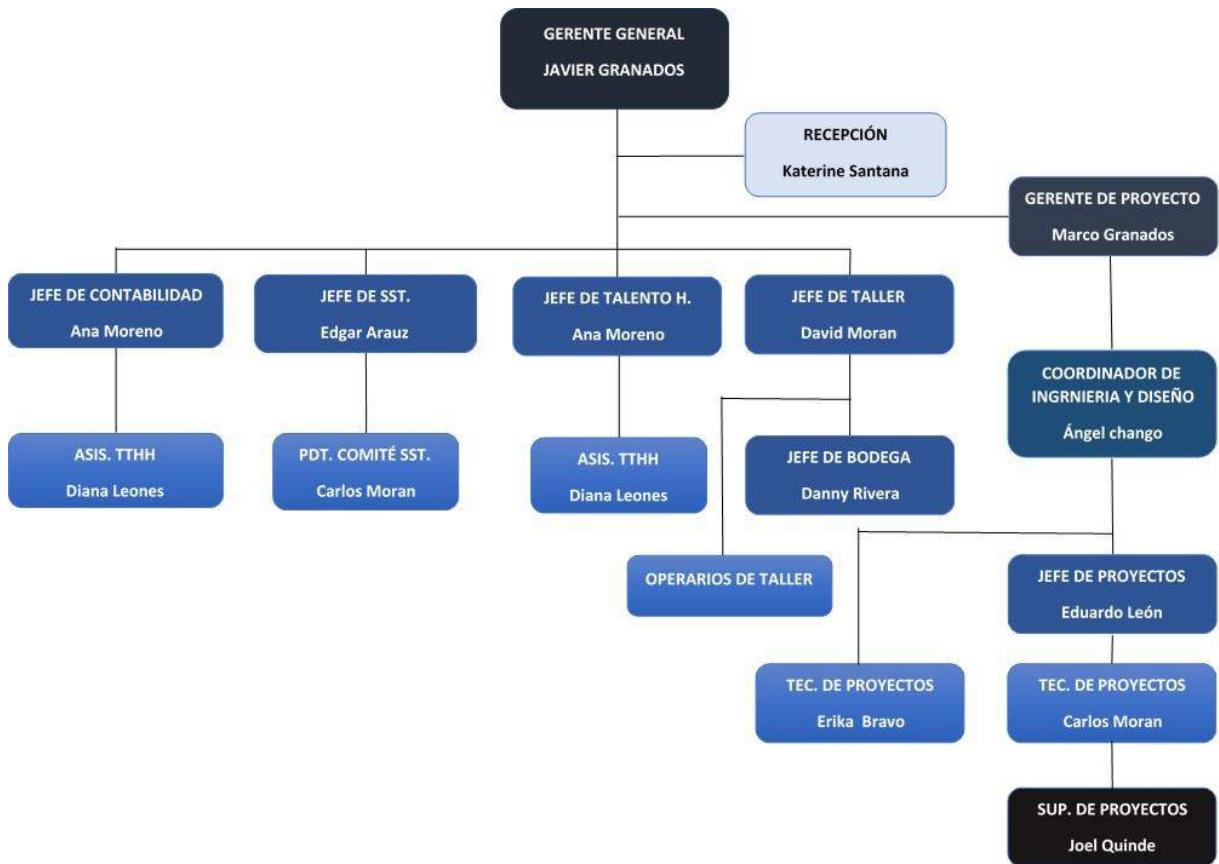 GERENTE GENERAL
JAVIER GRANADOS
RECEPCIÓN
Katerine Santana
GERENTE DE PROYECTO
Marco Granados
JEFE DE CONTABILIDAD
Ana Moreno
JEFE DE SST.
Edgar Arauz
JEFE DE TALENTO H.
Ana Moreno
JEFE DE TALLER
David Moran
COORDINADOR DE
INGRNIERIA Y DISEÑO
Ángel chango
ASIS. TTHH
Diana Leones
PDT. COMITÉ SST.
Carlos Moran
ASIS. TTHH
Diana Leones
JEFE DE BODEGA
Danny Rivera
OPERARIOS DE TALLER
JEFE DE PROYECTOS
Eduardo León
TEC. DE PROYECTOS
Erika Bravo
TEC. DE PROYECTOS
Carlos Moran
SUP. DE PROYECTOS
Joel Quinde